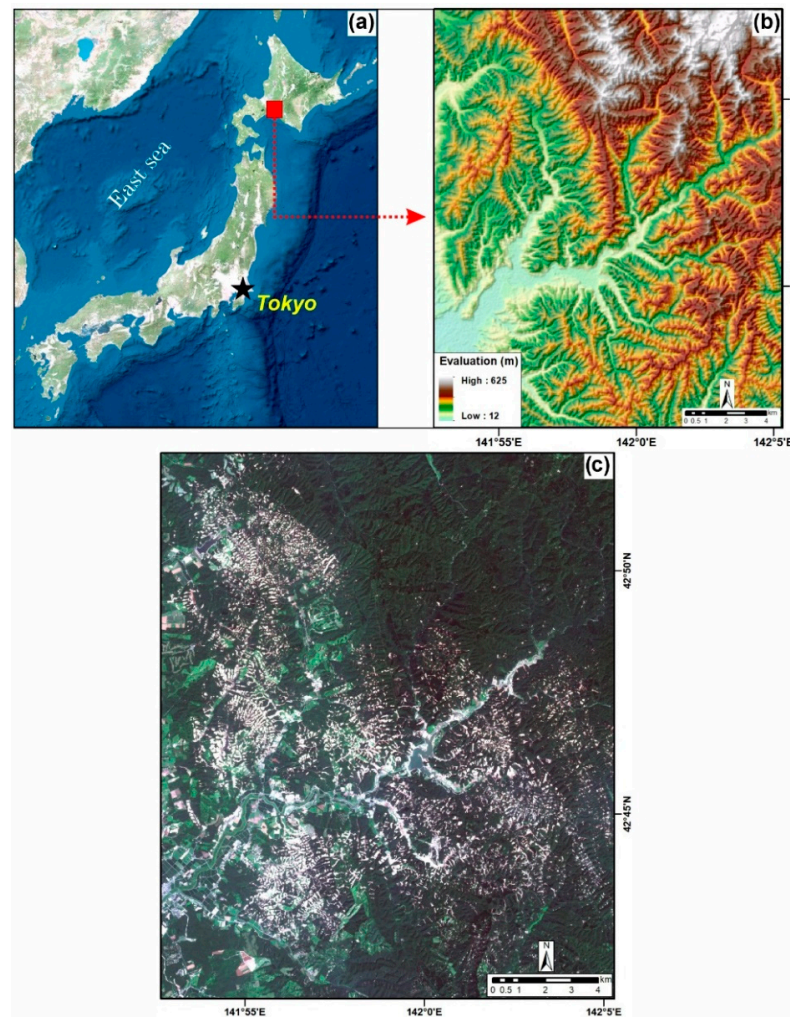 (a)
East sea
Tokyo
(b)
Evaluation (m)
High : 625
Low : 12
N
0 0.5 1 2 3 4
km
141°55'E 142°0'E 142°5'E
(c)
42°50'N
42°45'N
N
0 0.5 1 2 3 4
km
141°55'E 142°0'E 142°5'E